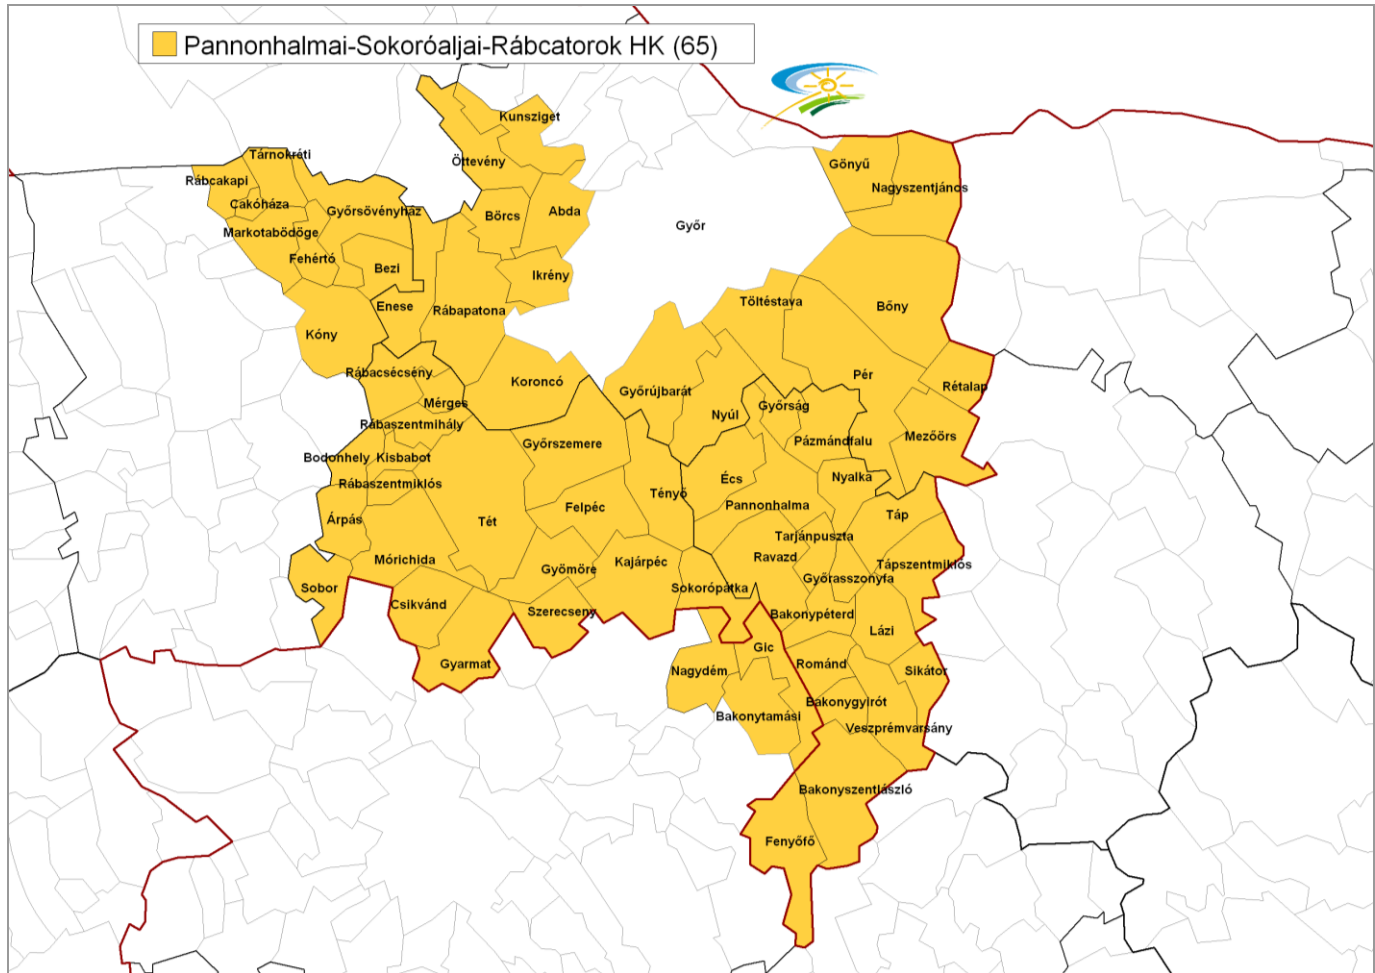 Pannonhalmai-Sokoróaljai-Rábcatorok HK (65)
Kunsziget
Tárnokréti
Öttevény
Gőnyű
Rábcakapi
Nagyszentjános
Cakóháza
Győrsövényház
Börcs
Abda
Győr
Markotabödöge
Fehértó
Bezi
Ikrény
Enese
Rábapatona
Töltéstava
Bőny
Kóny
Rábacsécsény
Koroncó
Pér
Rétalap
Győrújbarát
Mérges
Győrság
Nyúl
Rábaszentmihály
Győrszemere
Pázmándfalu
Mezőörs
Bodonhely
Kisbabot
Rábaszentmiklós
Écs
Nyalka
Tényő
Pannonhalma
Felpéc
Táp
Árpás
Tét
Tarjánpuszta
Mórichida
Ravazd
Kajárpéc
Tápszentmiklós
Gyömöre
Győrasszonyfa
Sobor
Sokorópátka
Csikvánd
Szerecseny
Bakonypéterd
Lázi
Gic
Gyarmat
Románd
Nagydém
Sikátor
Bakonygyirót
Bakonytamási
Veszprémvarsány
Bakonyszentlászló
Fenyőfő